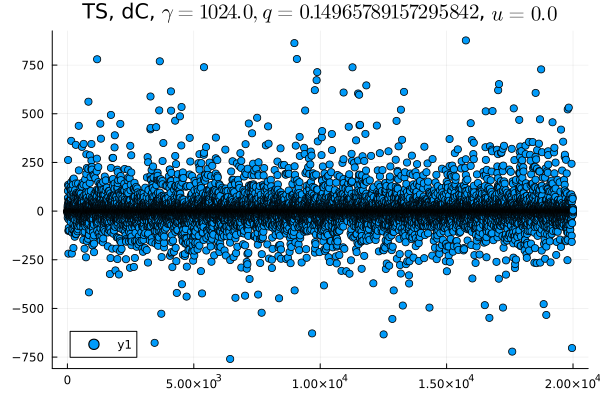 TS, dC, γ = 1024.0, q = 0.14965789157295842, u = 0.0
750
500
250
0
−250
−500
−750
y1
0 5.00×10³ 1.00×10⁴ 1.50×10⁴ 2.00×10⁴